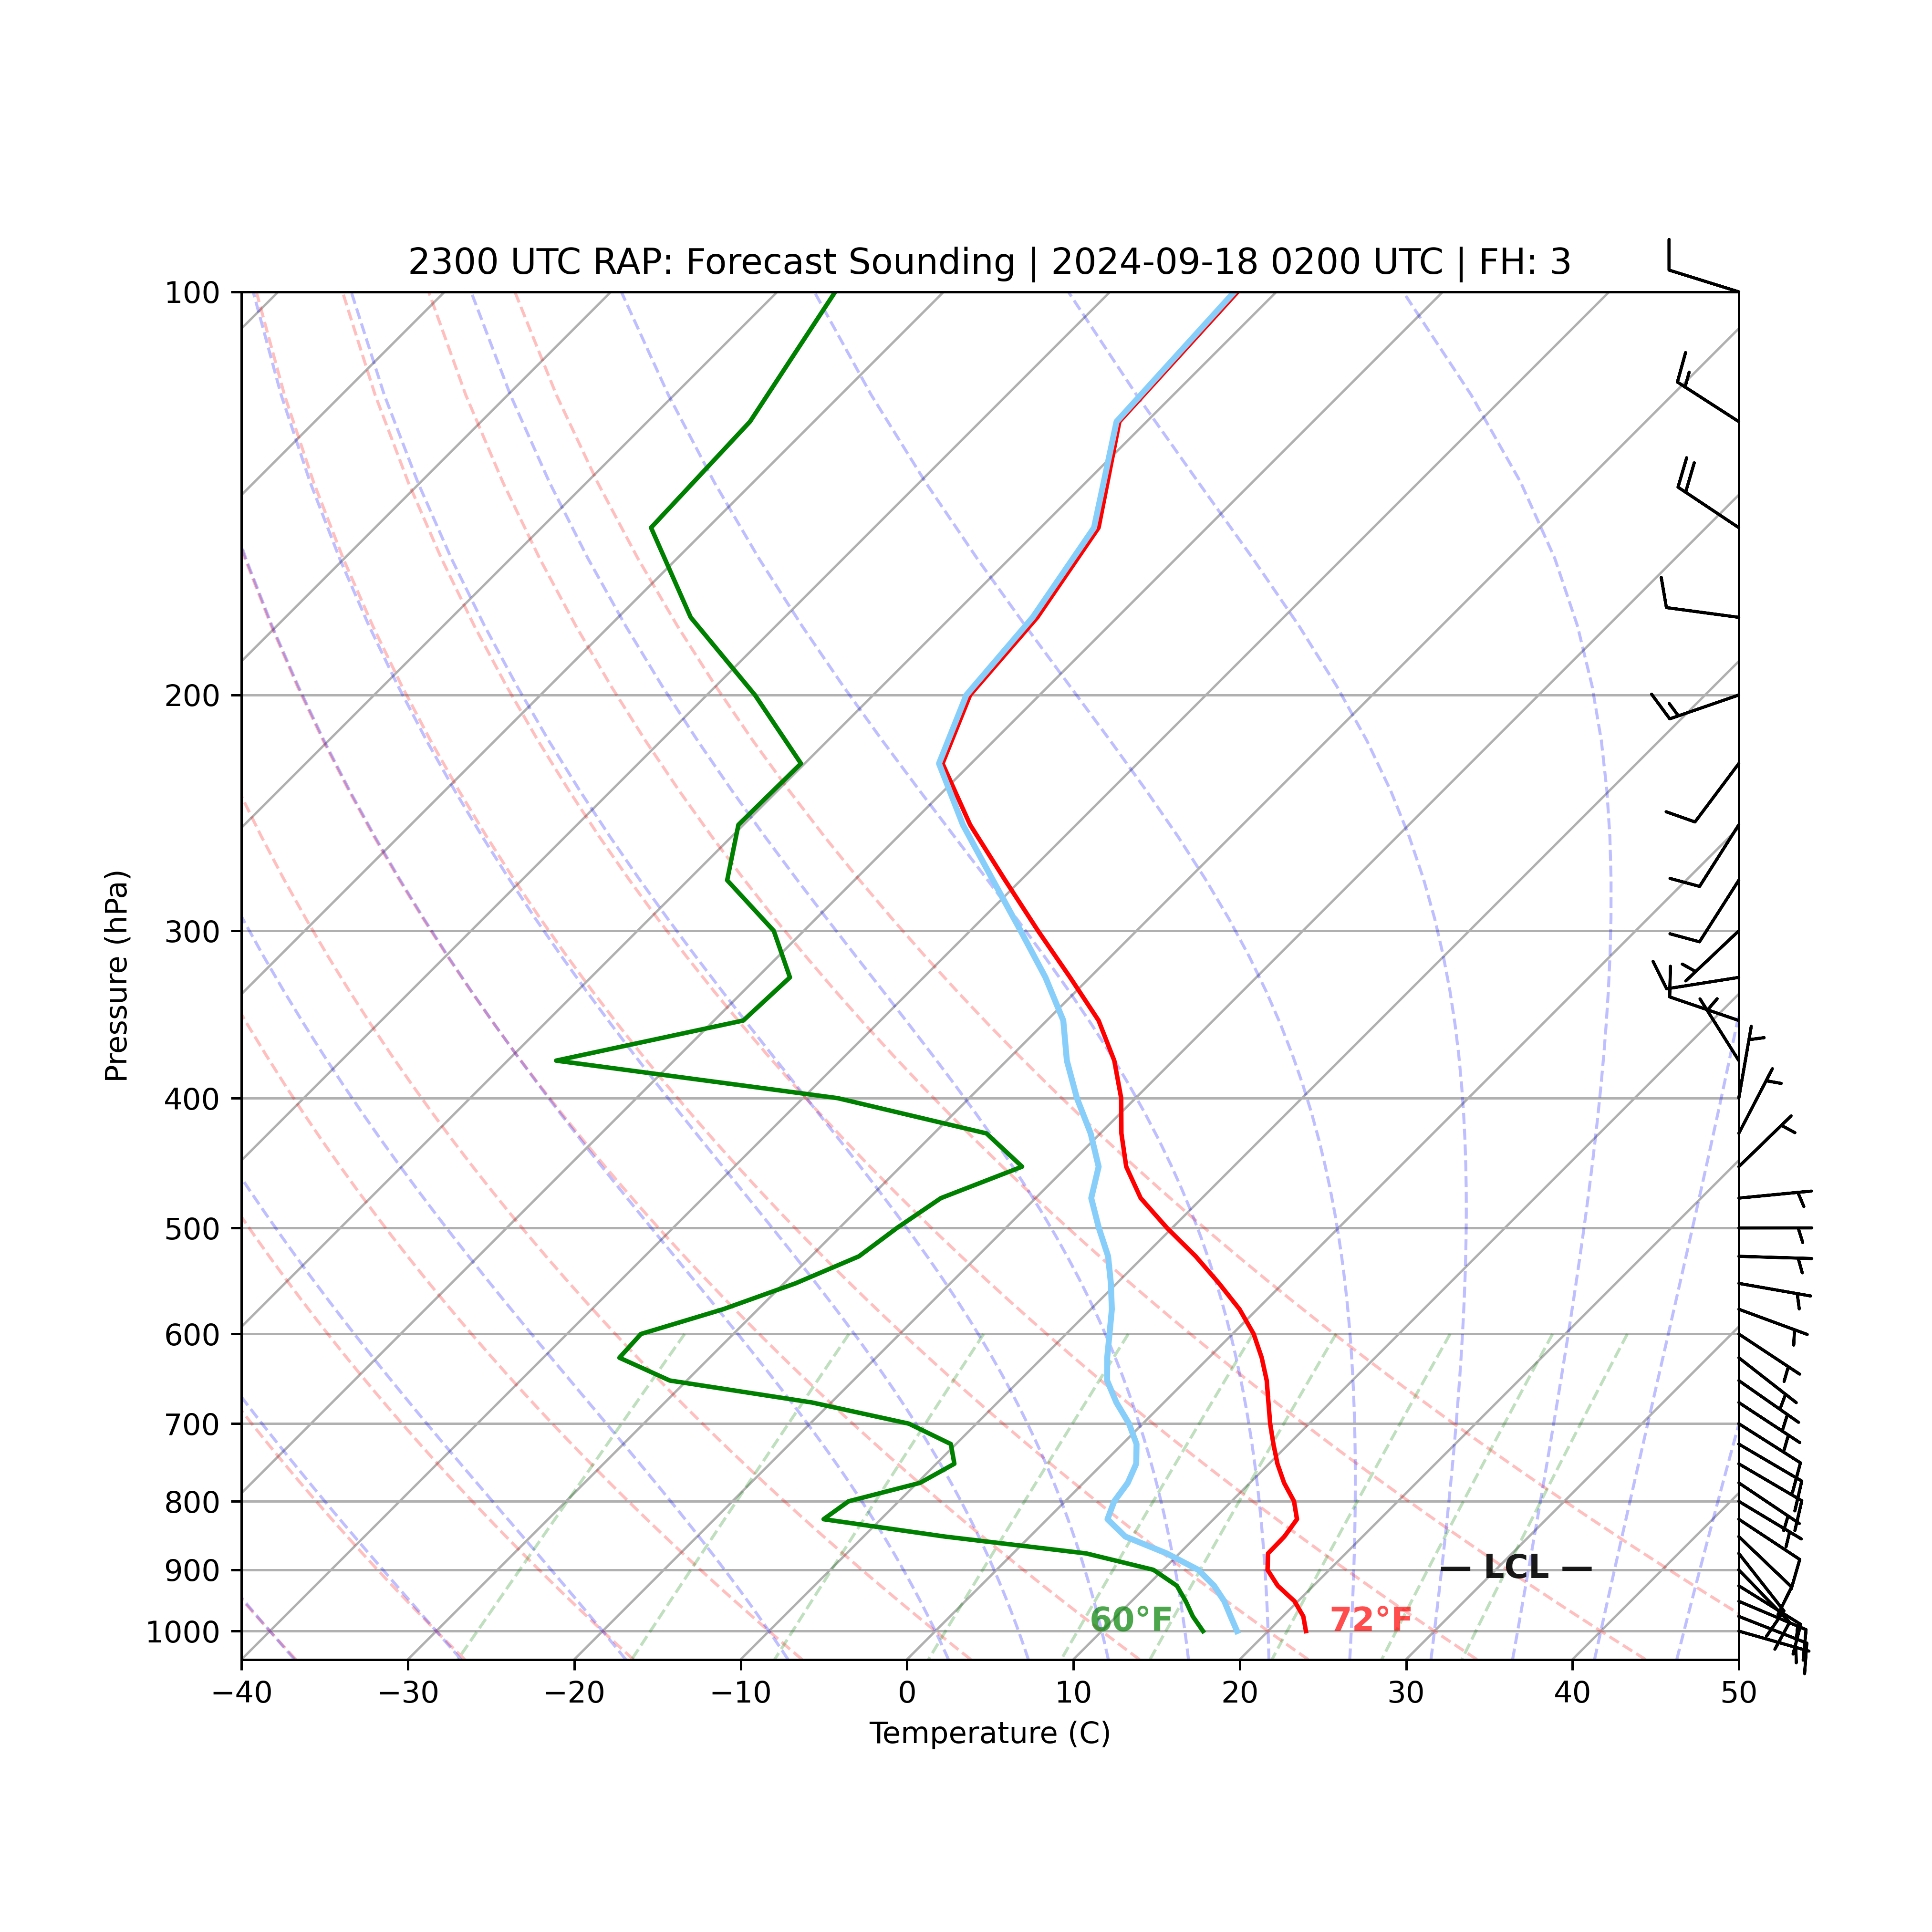 2300 UTC RAP: Forecast Sounding | 2024-09-18 0200 UTC | FH: 3
100
200
300
400
500
600
700
800
900
1000
Pressure (hPa)
— LCL —
60°F
72°F
−40 −30 −20 −10 0 10 20 30 40 50
Temperature (C)